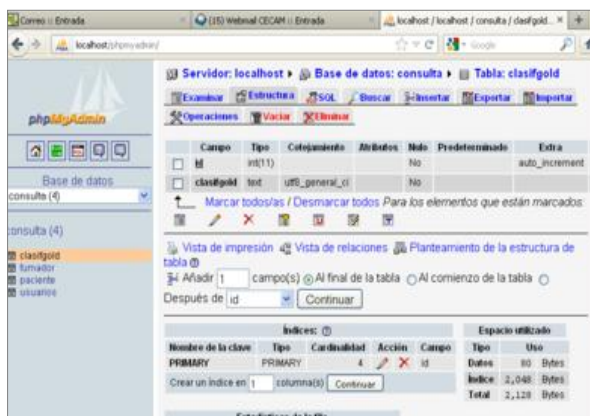 Correo :: Entrada
(15) Webmail CECAM :: Entrada
localhost / localhost / consulta / clasifgold...
localhost/phpmyadmin/
Google
phpMyAdmin
Base de datos
consulta (4)
consulta (4)
clasifgold
fumador
paciente
usuarios
Servidor: localhost ▸ Base de datos: consulta ▸ Tabla: clasifgold
Examinar Estructura SQL Buscar Insertar Exportar Importar
Operaciones Vaciar Eliminar
Campo Tipo Cotejamiento Atributos Nulo Predeterminado Extra
id int(11) No auto_increment
clasifgold text utf8_general_ci No
Marcar todos/as / Desmarcar todos Para los elementos que están marcados:
Vista de impresión Vista de relaciones Planteamiento de la estructura de
tabla
Añadir 1 campo(s) Al final de la tabla Al comienzo de la tabla
Después de id Continuar
Índices:
Nombre de la clave Tipo Cardinalidad Acción Campo
PRIMARY PRIMARY 4 id
Crear un índice en 1 columna(s) Continuar
Espacio utilizado
Tipo Uso
Datos 80 Bytes
Índice 2,048 Bytes
Total 2,128 Bytes